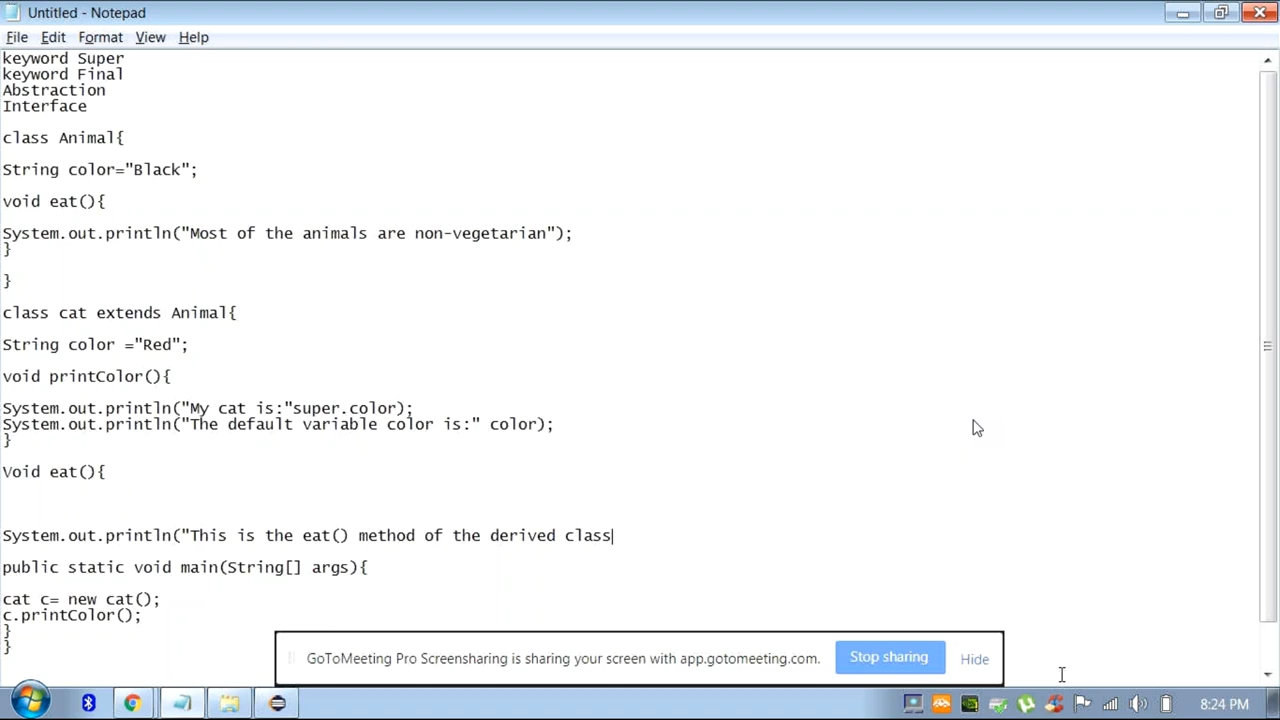 Untitled - Notepad
File Edit Format View Help
keyword Super
keyword Final
Abstraction
Interface
class Animal{
String color="Black";
void eat(){
System.out.println("Most of the animals are non-vegetarian");
}
}
class cat extends Animal{
String color ="Red";
void printColor(){
System.out.println("My cat is:"super.color);
System.out.println("The default variable color is:" color);
}
Void eat(){
System.out.println("This is the eat() method of the derived class
public static void main(String[] args){
cat c= new cat();
c.printColor();
}
}
GoToMeeting Pro Screensharing is sharing your screen with app.gotomeeting.com. Stop sharing Hide
8:24 PM